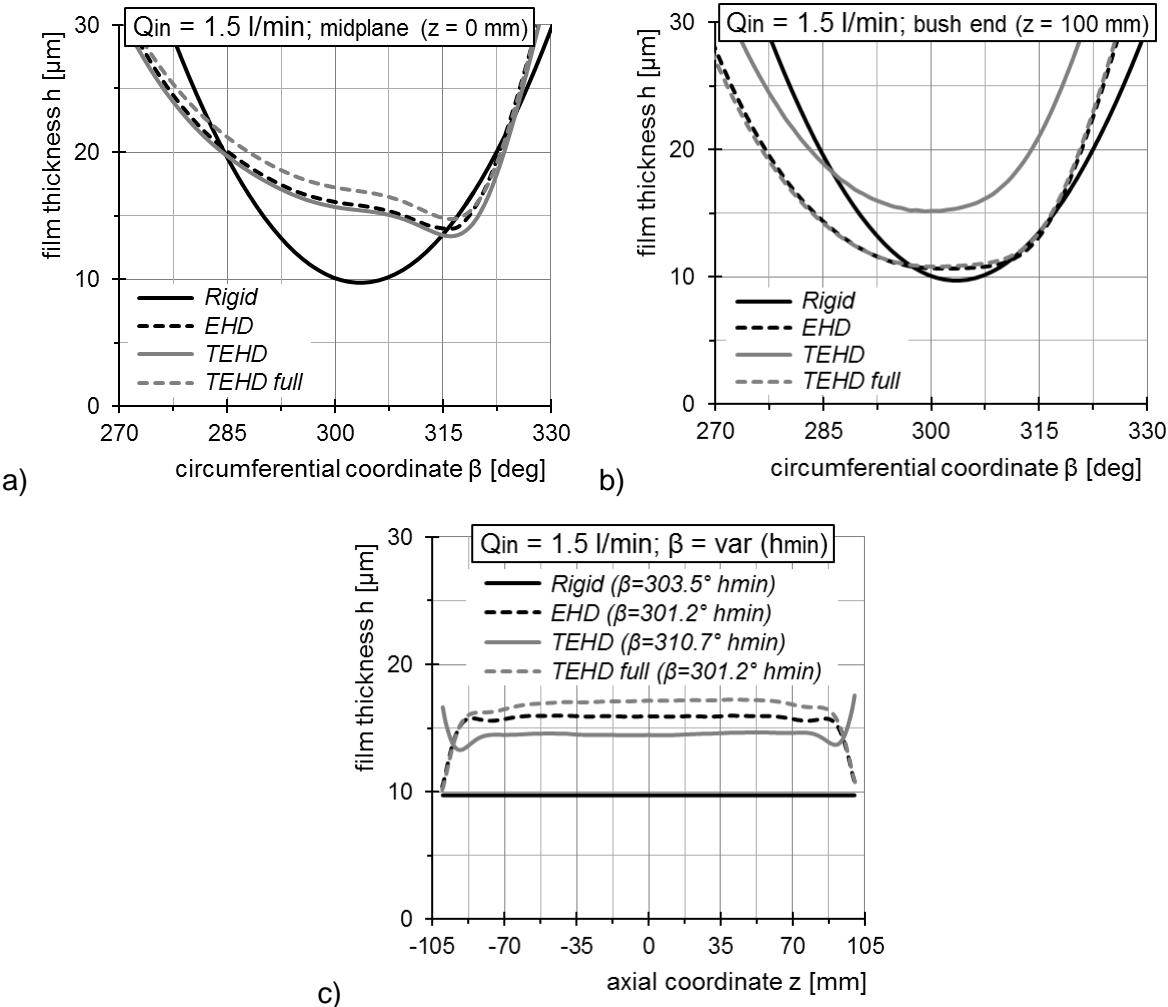 Qin = 1.5 l/min; midplane (z = 0 mm)
30
20
10
0
film thickness h [µm]
Rigid
EHD
TEHD
TEHD full
270 285 300 315 330
circumferential coordinate β [deg]
a)
Qin = 1.5 l/min; bush end (z = 100 mm)
30
20
10
0
film thickness h [µm]
Rigid
EHD
TEHD
TEHD full
270 285 300 315 330
circumferential coordinate β [deg]
b)
Qin = 1.5 l/min; β = var (hmin)
30
20
10
0
film thickness h [µm]
Rigid (β=303.5° hmin)
EHD (β=301.2° hmin)
TEHD (β=310.7° hmin)
TEHD full (β=301.2° hmin)
-105 -70 -35 0 35 70 105
axial coordinate z [mm]
c)